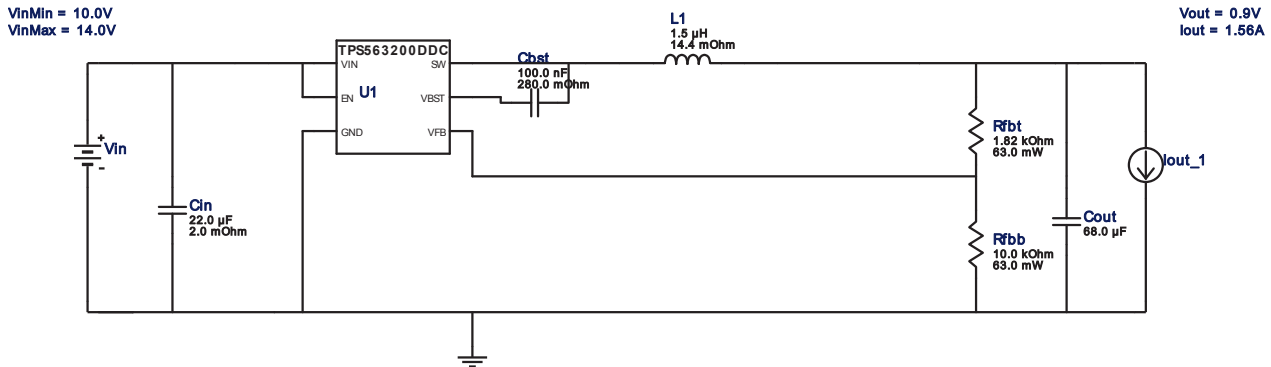 VinMin = 10.0V
VinMax = 14.0V
Vout = 0.9V
Iout = 1.56A
TPS563200DDC
VIN
SW
EN
U1
VBST
GND
VFB
Cbst
100.0 nF
280.0 mOhm
L1
1.5 µH
14.4 mOhm
+
Vin
-
Cin
22.0 µF
2.0 mOhm
Rfbt
1.82 kOhm
63.0 mW
Rfbb
10.0 kOhm
63.0 mW
Cout
68.0 µF
Iout_1